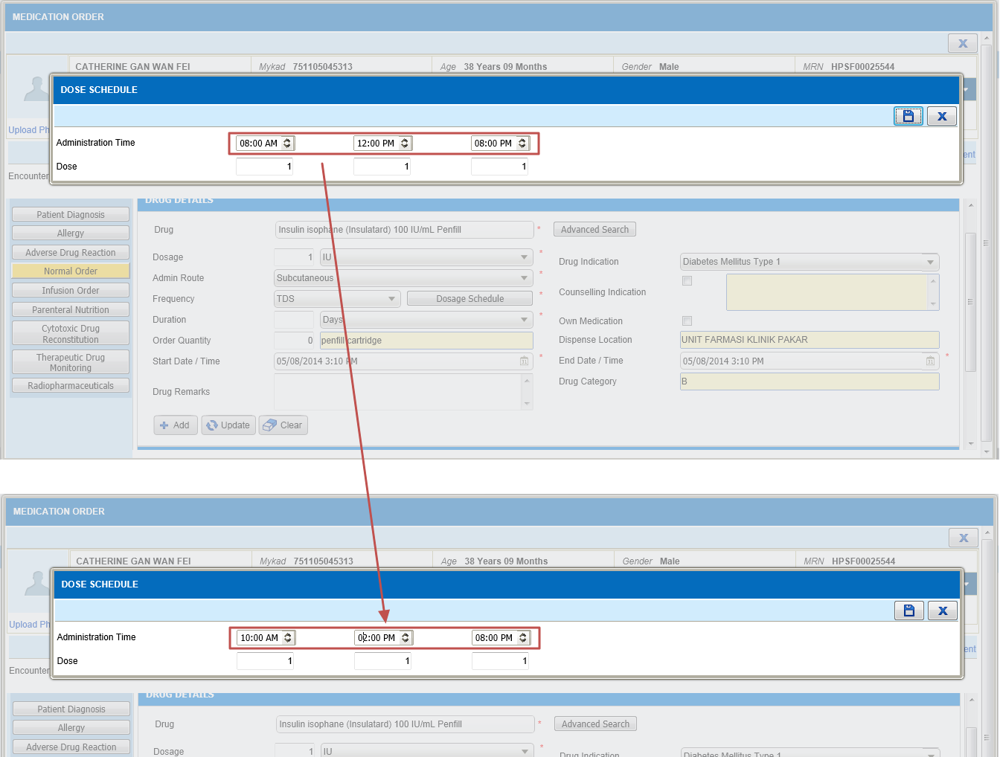 MEDICATION ORDER
X
CATHERINE GAN WAN FEI Mykad 751105045313 Age 38 Years 09 Months Gender Male MRN HPSF00025544
DOSE SCHEDULE
X
Upload Ph
Administration Time 08:00 AM 12:00 PM 08:00 PM
ent
Dose 1 1 1
Encounter
DRUG DETAILS
Patient Diagnosis
Allergy
Adverse Drug Reaction
Normal Order
Infusion Order
Parenteral Nutrition
Cytotoxic Drug
Reconstitution
Therapeutic Drug
Monitoring
Radiopharmaceuticals
Drug Insulin isophane (Insulatard) 100 IU/mL Penfill * Advanced Search
Dosage 1 IU *
Drug Indication Diabetes Mellitus Type 1
Admin Route Subcutaneous *
Counselling Indication
Frequency TDS Dosage Schedule *
Duration Days *
Own Medication
Order Quantity 0 penfill cartridge
Dispense Location UNIT FARMASI KLINIK PAKAR
Start Date / Time 05/08/2014 3:10 PM *
End Date / Time 05/08/2014 3:10 PM *
Drug Category B
Drug Remarks
Add Update Clear
MEDICATION ORDER
X
CATHERINE GAN WAN FEI Mykad 751105045313 Age 38 Years 09 Months Gender Male MRN HPSF00025544
DOSE SCHEDULE
X
Upload Ph
Administration Time 10:00 AM 02:00 PM 08:00 PM
ent
Dose 1 1 1
Encounter
DRUG DETAILS
Patient Diagnosis
Allergy
Adverse Drug Reaction
Drug Insulin isophane (Insulatard) 100 IU/mL Penfill * Advanced Search
Dosage 1 IU *
Drug Indication Diabetes Mellitus Type 1